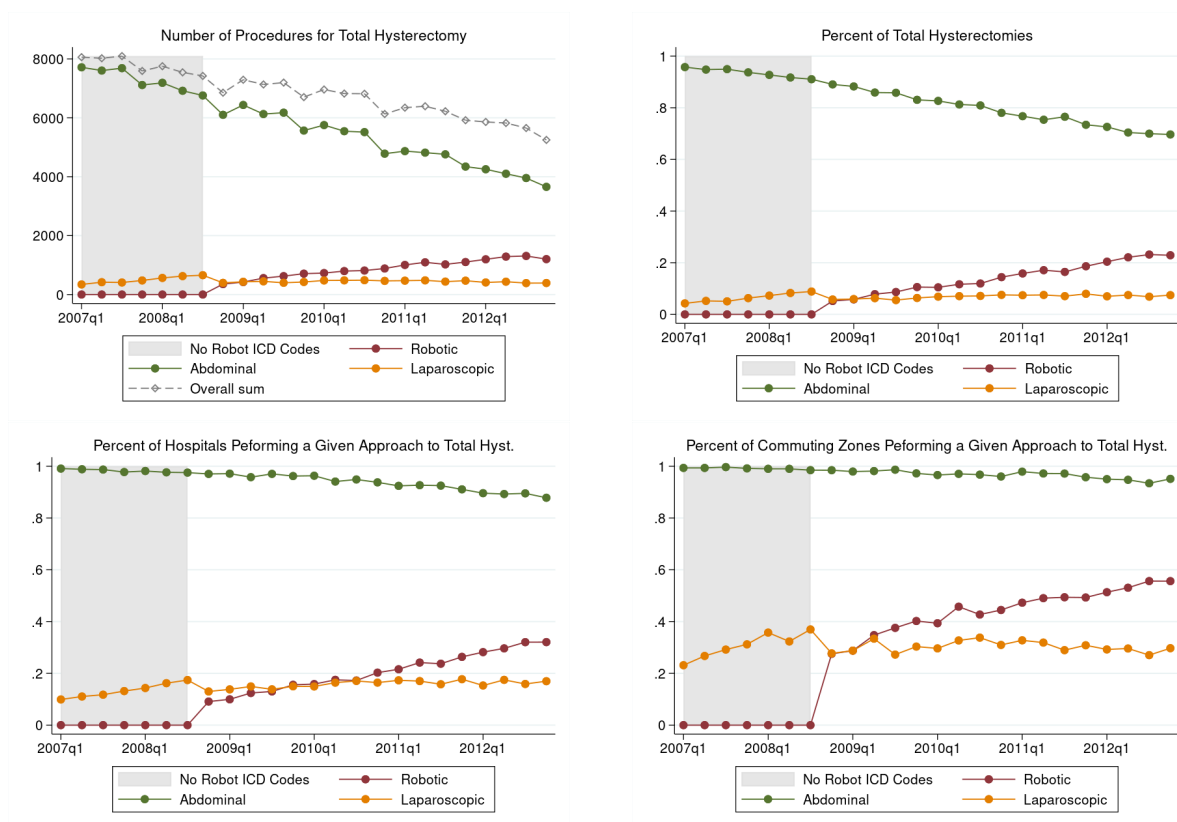 Number of Procedures for Total Hysterectomy
8000
6000
4000
2000
0
2007q1 2008q1 2009q1 2010q1 2011q1 2012q1
No Robot ICD Codes Robotic
Abdominal Laparoscopic
Overall sum
Percent of Total Hysterectomies
1
.8
.6
.4
.2
0
2007q1 2008q1 2009q1 2010q1 2011q1 2012q1
No Robot ICD Codes Robotic
Abdominal Laparoscopic
Percent of Hospitals Peforming a Given Approach to Total Hyst.
1
.8
.6
.4
.2
0
2007q1 2008q1 2009q1 2010q1 2011q1 2012q1
No Robot ICD Codes Robotic
Abdominal Laparoscopic
Percent of Commuting Zones Peforming a Given Approach to Total Hyst.
1
.8
.6
.4
.2
0
2007q1 2008q1 2009q1 2010q1 2011q1 2012q1
No Robot ICD Codes Robotic
Abdominal Laparoscopic